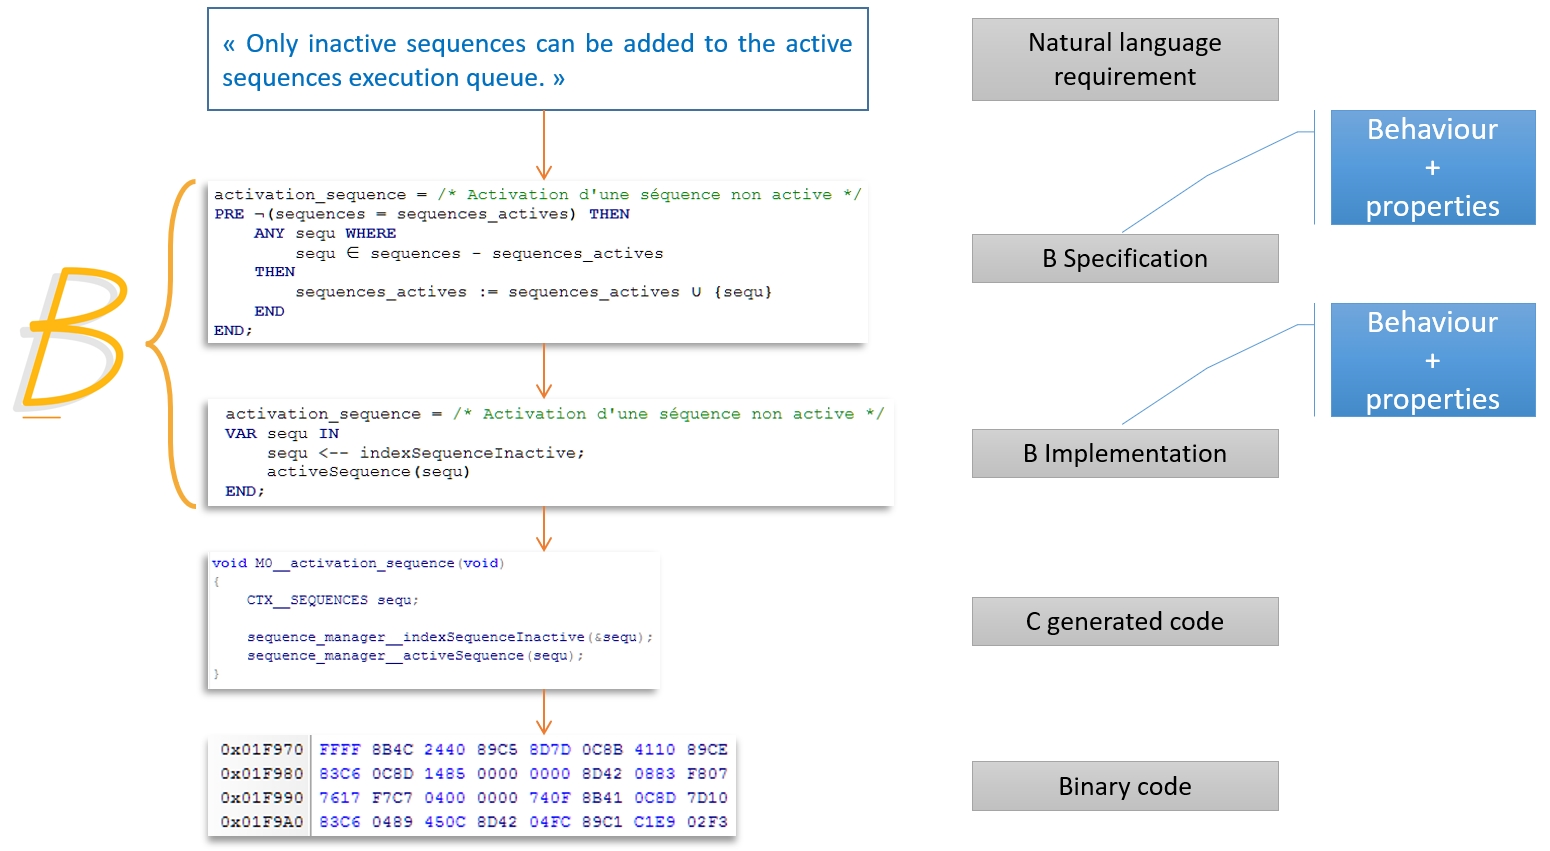 « Only inactive sequences can be added to the active
sequences execution queue. »
Natural language
requirement
Behaviour
+
properties
activation_sequence = /* Activation d'une séquence non active */
PRE ¬(sequences = sequences_actives) THEN
ANY sequ WHERE
sequ ∈ sequences - sequences_actives
THEN
sequences_actives := sequences_actives ∪ {sequ}
END
END;
B Specification
B
Behaviour
+
properties
activation_sequence = /* Activation d'une séquence non active */
VAR sequ IN
sequ <-- indexSequenceInactive;
activeSequence(sequ)
END;
B Implementation
void M0__activation_sequence(void)
{
CTX__SEQUENCES sequ;
sequence_manager__indexSequenceInactive(&sequ);
sequence_manager__activeSequence(sequ);
}
C generated code
0x01F970 FFFF 8B4C 2440 89C5 8D7D 0C8B 4110 89CE
0x01F980 83C6 0C8D 1485 0000 0000 8D42 0883 F807
0x01F990 7617 F7C7 0400 0000 740F 8B41 0C8D 7D10
0x01F9A0 83C6 0489 450C 8D42 04FC 89C1 C1E9 02F3
Binary code